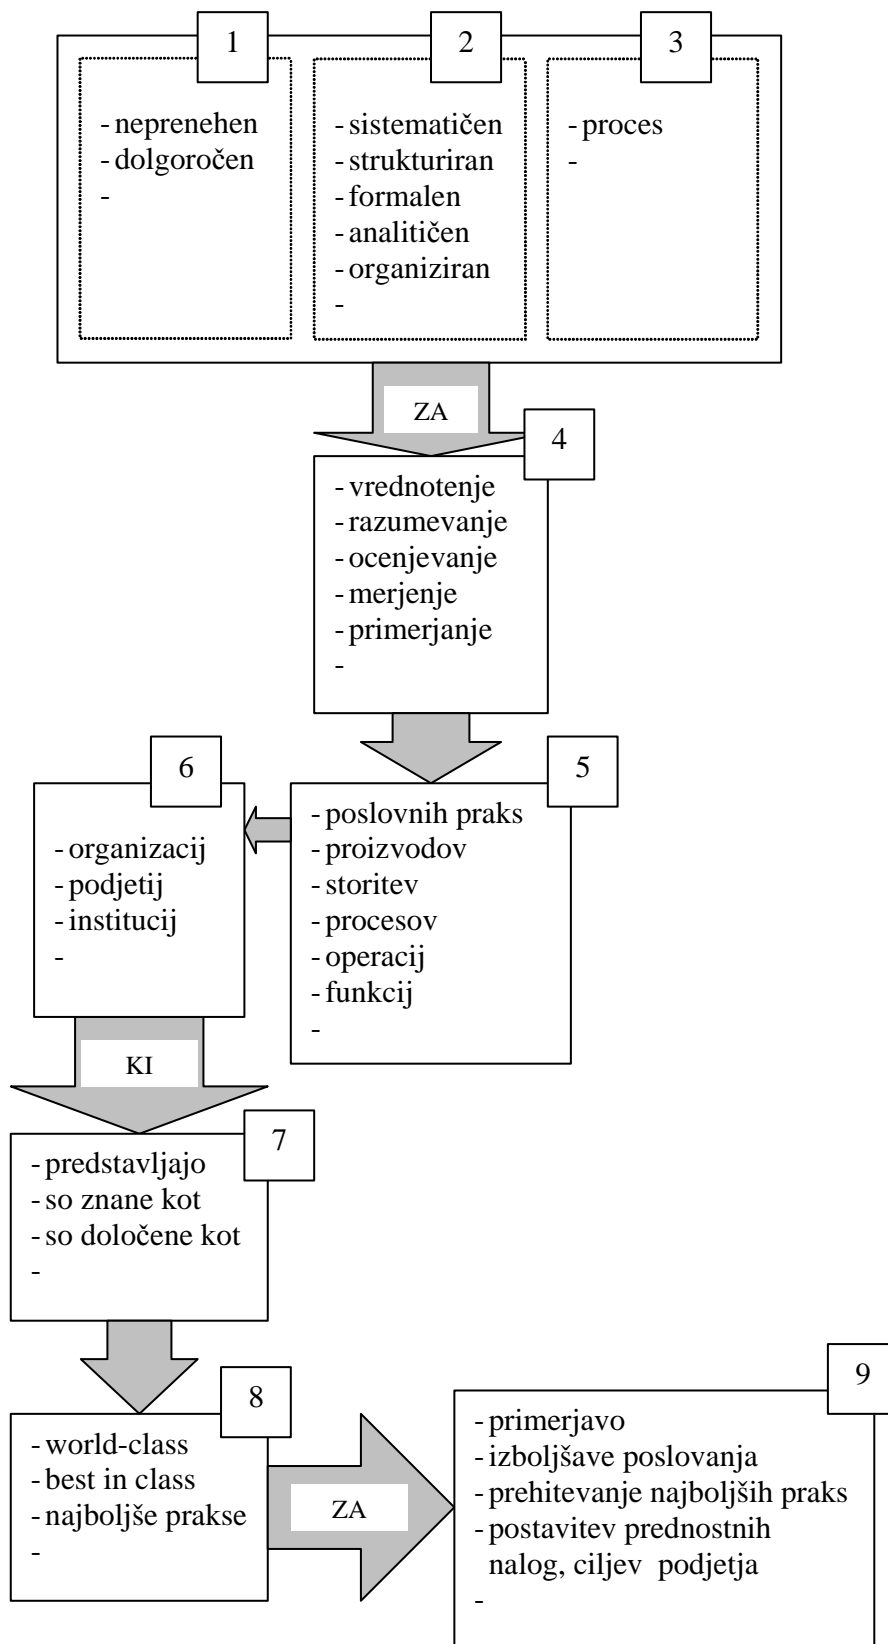 1
- neprenehen
- dolgoročen
-
2
- sistematičen
- strukturiran
- formalen
- analitičen
- organiziran
-
3
- proces
-
ZA
4
- vrednotenje
- razumevanje
- ocenjevanje
- merjenje
- primerjanje
-
5
- poslovnih praks
- proizvodov
- storitev
- procesov
- operacij
- funkcij
-
6
- organizacij
- podjetij
- institucij
-
KI
7
- predstavljajo
- so znane kot
- so določene kot
-
8
- world-class
- best in class
- najboljše prakse
-
ZA
9
- primerjavo
- izboljšave poslovanja
- prehitevanje najboljših praks
- postavitev prednostnih
nalog, ciljev podjetja
-